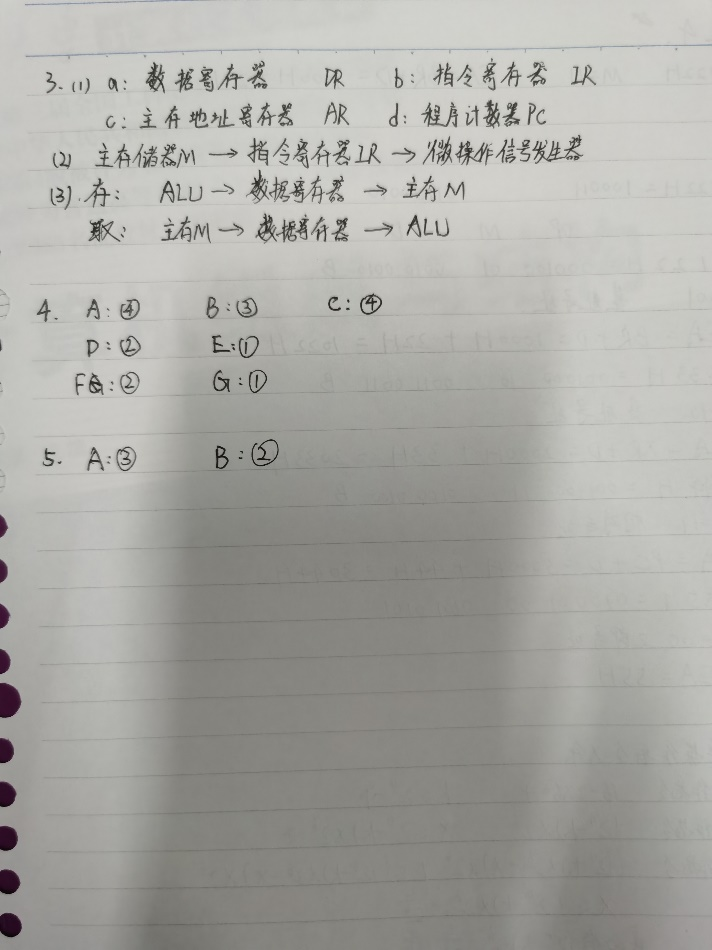 3.(1) a: 数据寄存器 DR b: 指令寄存器 IR
c: 主存地址寄存器 AR d: 程序计数器PC
(2) 主存储器M → 指令寄存器IR → 微操作信号发生器
(3). 存: ALU → 数据寄存器 → 主存M
取: 主存M → 数据寄存器 → ALU
4. A:④ B:③ C:④
D:② E:①
F:② G:①
5. A:③ B:②